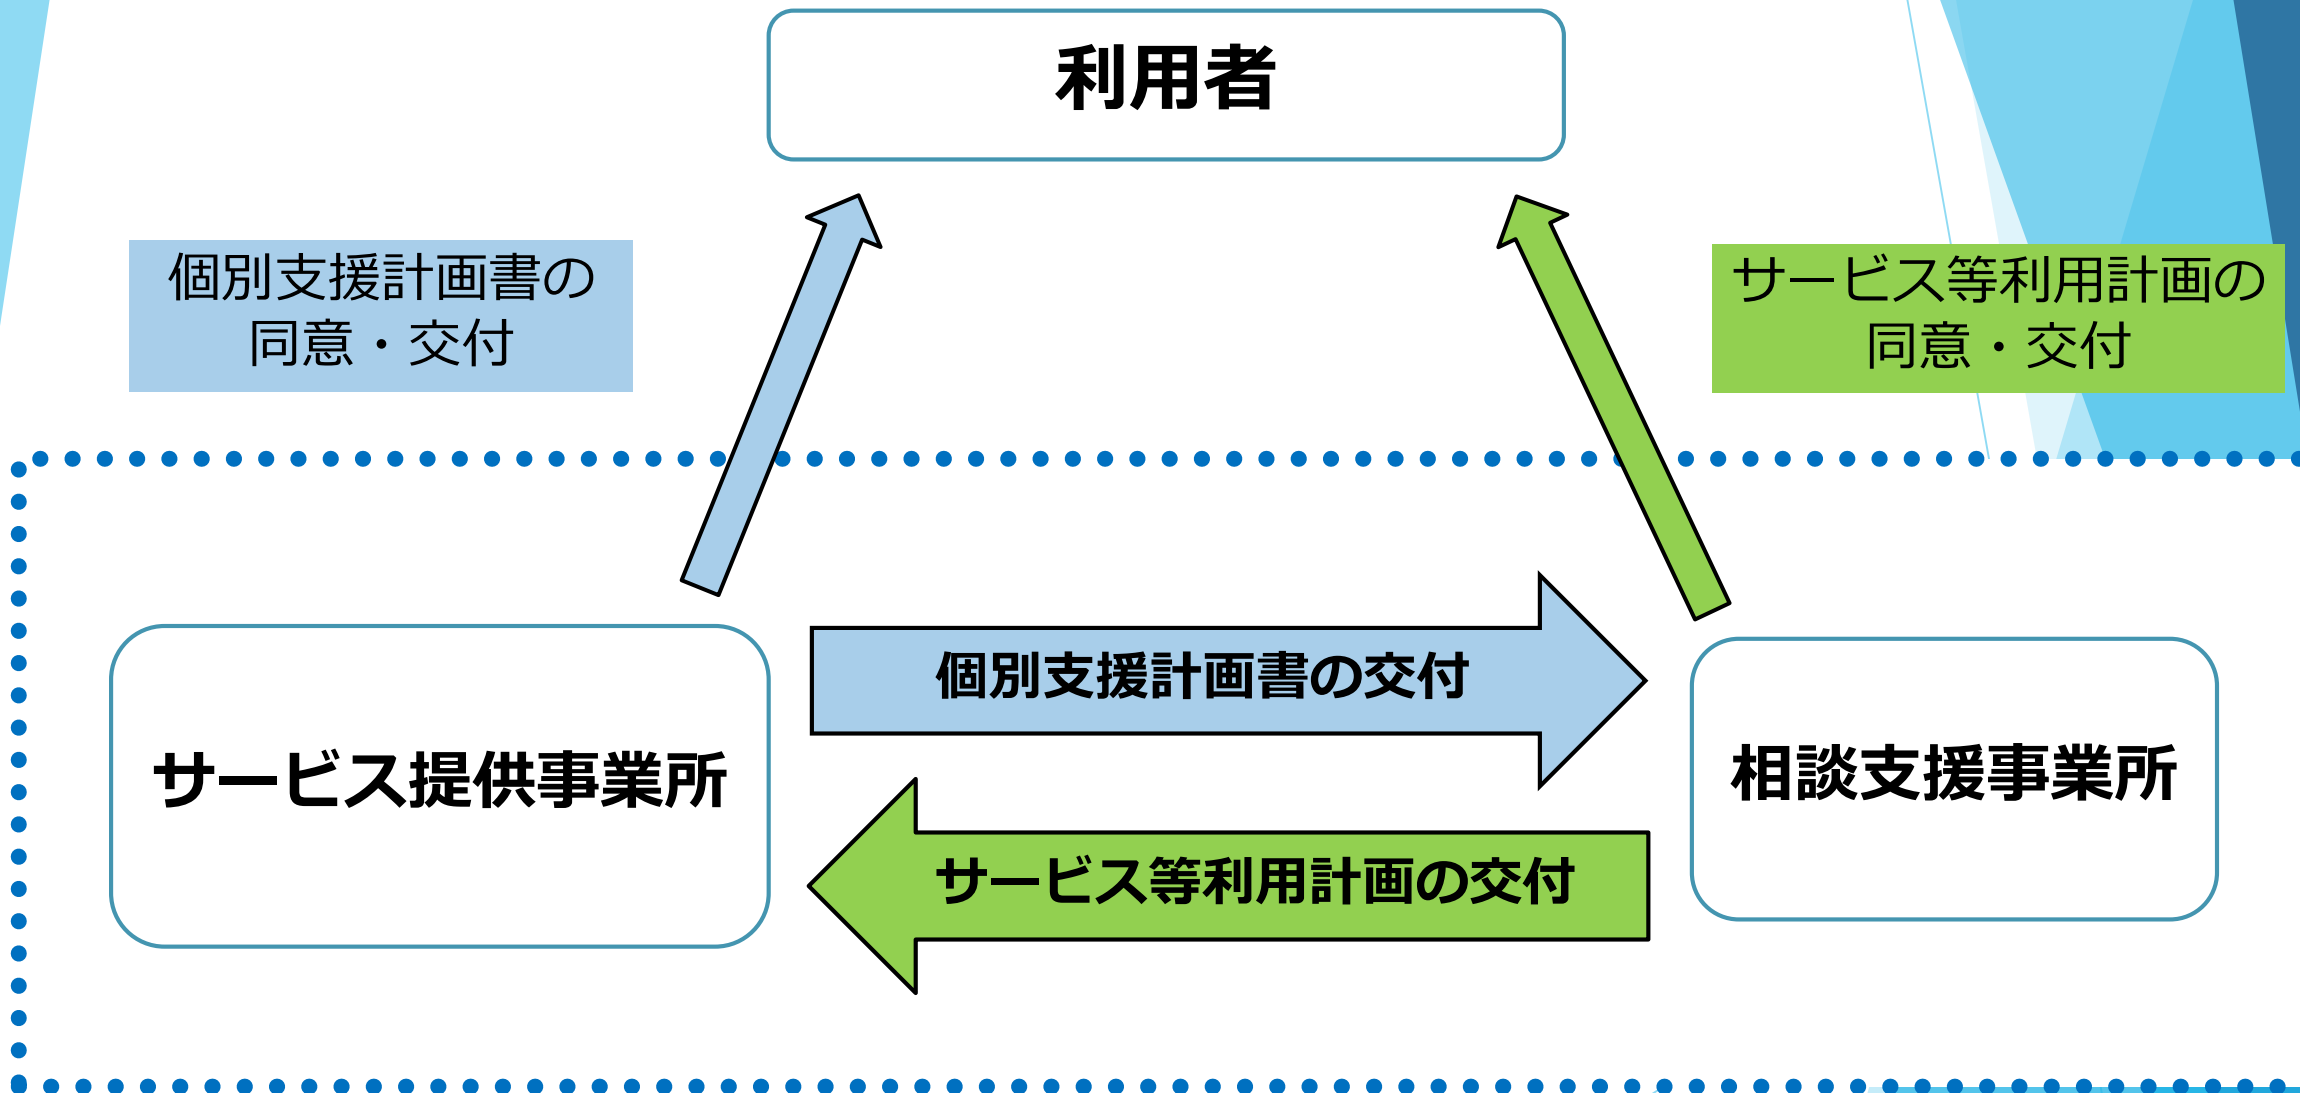 利用者
個別支援計画書の
同意・交付
サービス等利用計画の
同意・交付
個別支援計画書の交付
サービス提供事業所
相談支援事業所
サービス等利用計画の交付